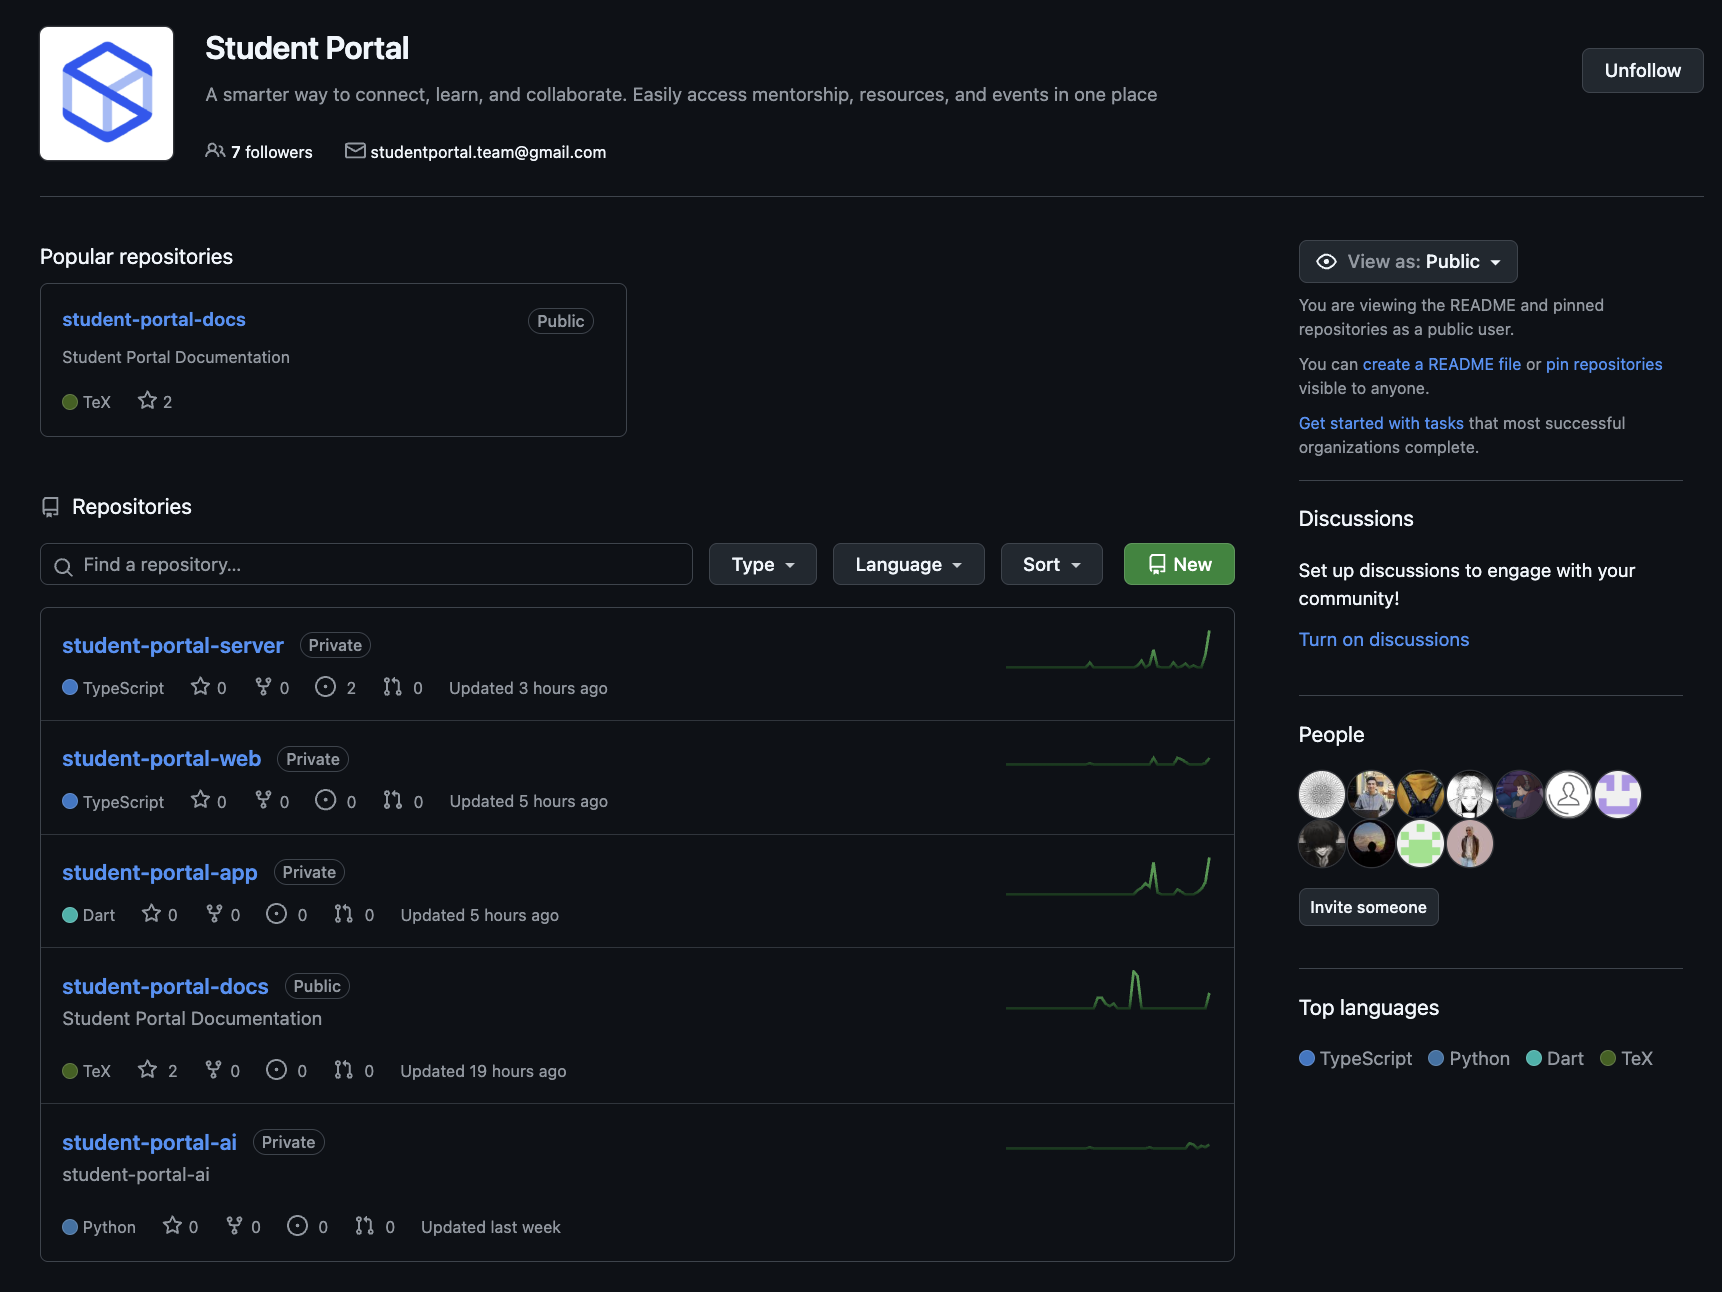 Student Portal
A smarter way to connect, learn, and collaborate. Easily access mentorship, resources, and events in one place
7 followers studentportal.team@gmail.com
Unfollow
Popular repositories
student-portal-docs Public
Student Portal Documentation
TeX 2
Repositories
Find a repository...
Type Language Sort New
student-portal-server Private
TypeScript 0 0 2 0 Updated 3 hours ago
student-portal-web Private
TypeScript 0 0 0 0 Updated 5 hours ago
student-portal-app Private
Dart 0 0 0 0 Updated 5 hours ago
student-portal-docs Public
Student Portal Documentation
TeX 2 0 0 0 Updated 19 hours ago
student-portal-ai Private
student-portal-ai
Python 0 0 0 0 Updated last week
View as: Public
You are viewing the README and pinned
repositories as a public user.
You can create a README file or pin repositories
visible to anyone.
Get started with tasks that most successful
organizations complete.
Discussions
Set up discussions to engage with your
community!
Turn on discussions
People
Invite someone
Top languages
TypeScript Python Dart TeX